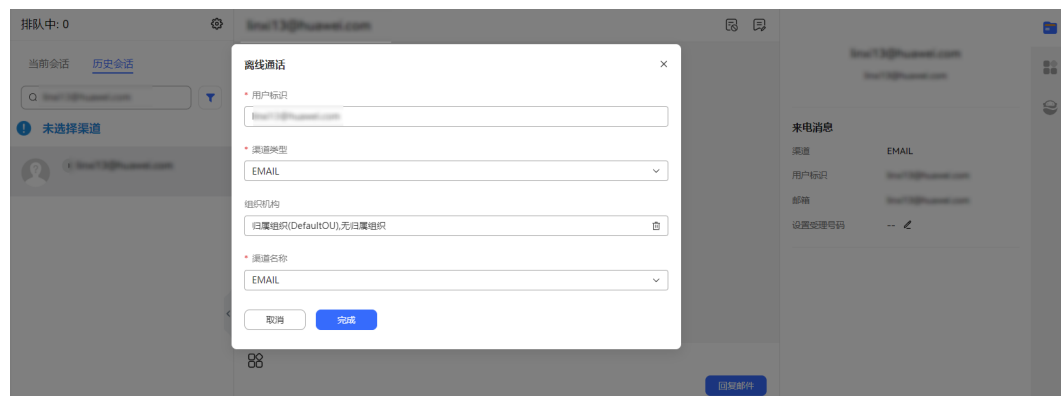 排队中: 0
当前会话 历史会话
未选择渠道
离线通话
* 用户标识
* 渠道类型
EMAIL
组织机构
归属组织(DefaultOU),无归属组织
* 渠道名称
EMAIL
取消 完成
回复邮件
来电消息
渠道 EMAIL
用户标识
邮箱
设置受理号码 --